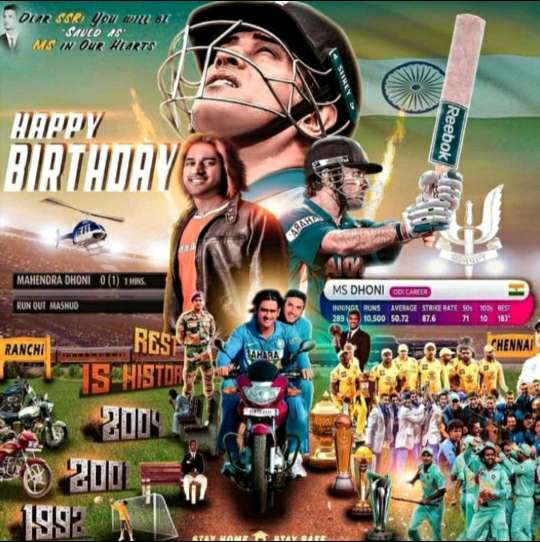 DEAR SSR! YOU WILL BE
"SAVED AS"
MS IN OUR HEARTS
STREET
Reebok
HAPPY
BIRTHDAY
MAHENDRA DHONI 0 (1) 1 MINS.
RUN OUT MASHUD
MS DHONI ODI CAREER
INNINGS RUNS AVERAGE STRIKE RATE 50s 100s BEST
289 10,500 50.72 87.6 71 10 183*
RANCHI
REST
IS HISTOR
CHENNAI
SAHARA
2004
2001
1992
STAY HOME STAY SAFE